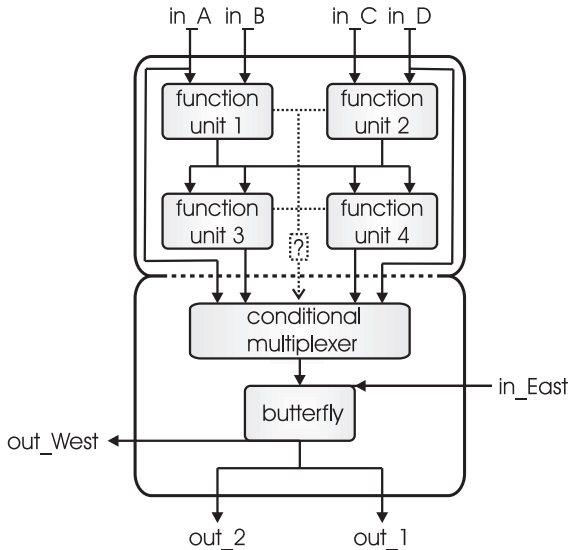 in_A in_B in_C in_D
function
unit 1
function
unit 2
function
unit 3
function
unit 4
?
conditional
multiplexer
butterfly
in_East
out_West
out_2 out_1